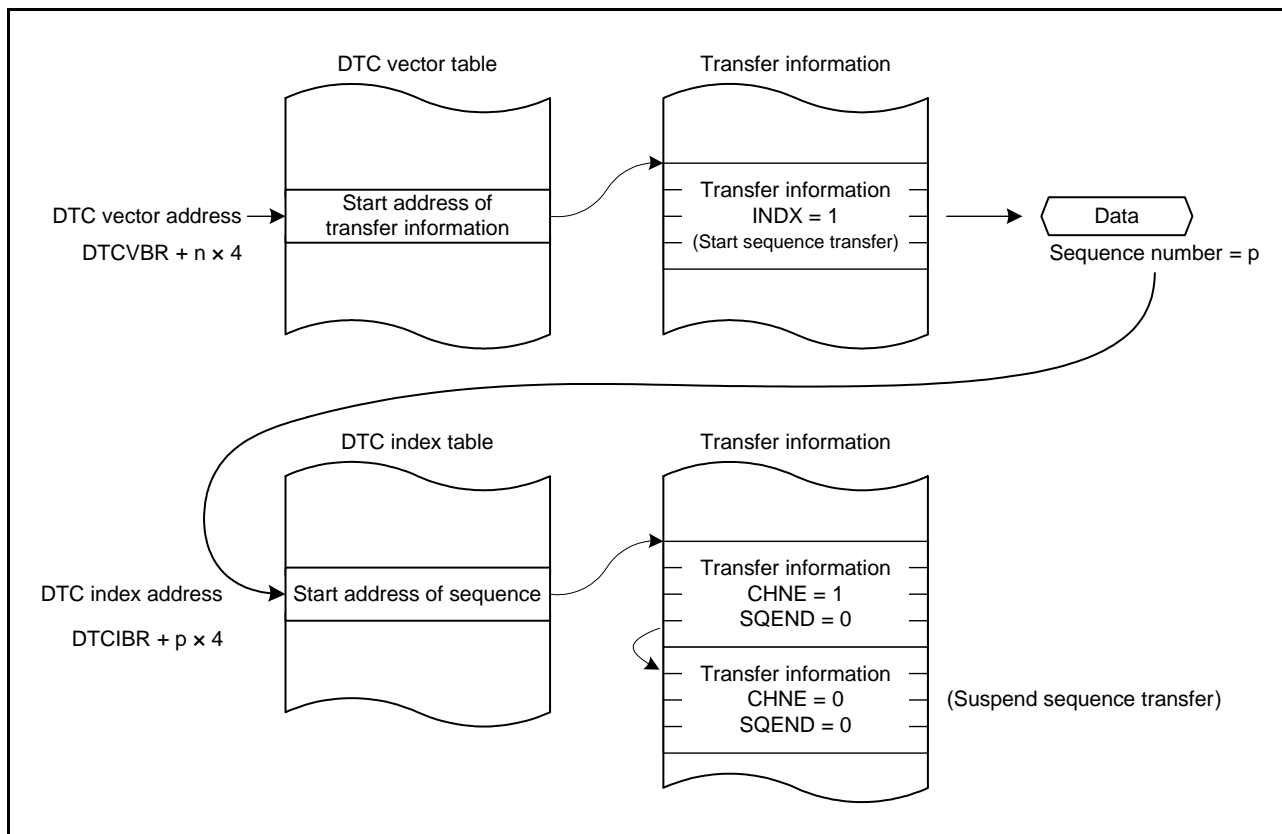 DTC vector table
Transfer information
DTC vector address
DTCVBR + n × 4
Start address of
transfer information
Transfer information
INDX = 1
(Start sequence transfer)
Data
Sequence number = p
DTC index table
Transfer information
DTC index address
DTCIBR + p × 4
Start address of sequence
Transfer information
CHNE = 1
SQEND = 0
Transfer information
CHNE = 0
SQEND = 0
(Suspend sequence transfer)